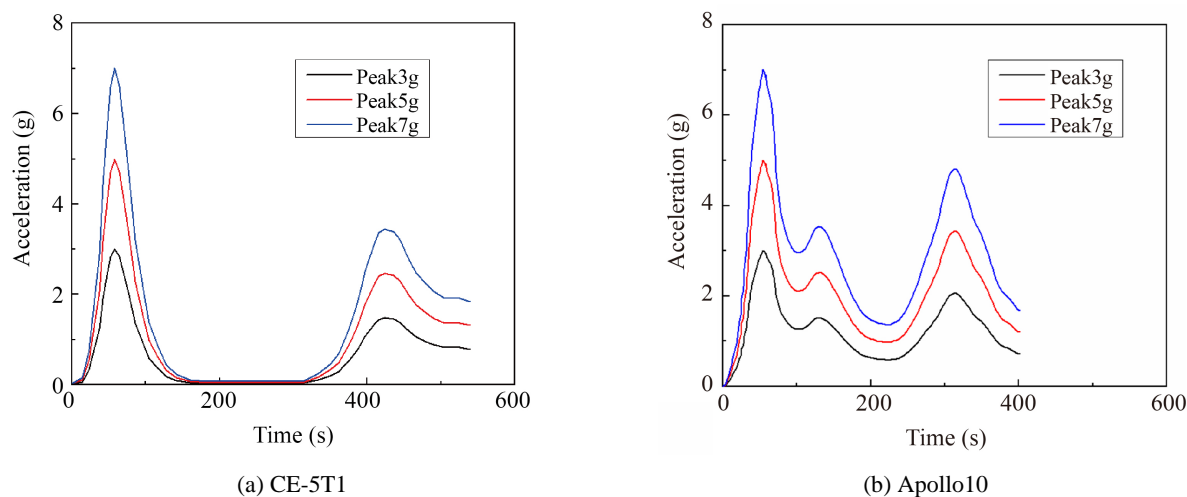 8
6
4
2
0
Acceleration (g)
Peak3g
Peak5g
Peak7g
0
200
400
600
Time (s)
(a) CE-5T1
8
6
4
2
0
Acceleration (g)
Peak3g
Peak5g
Peak7g
0
200
400
600
Time (s)
(b) Apollo10